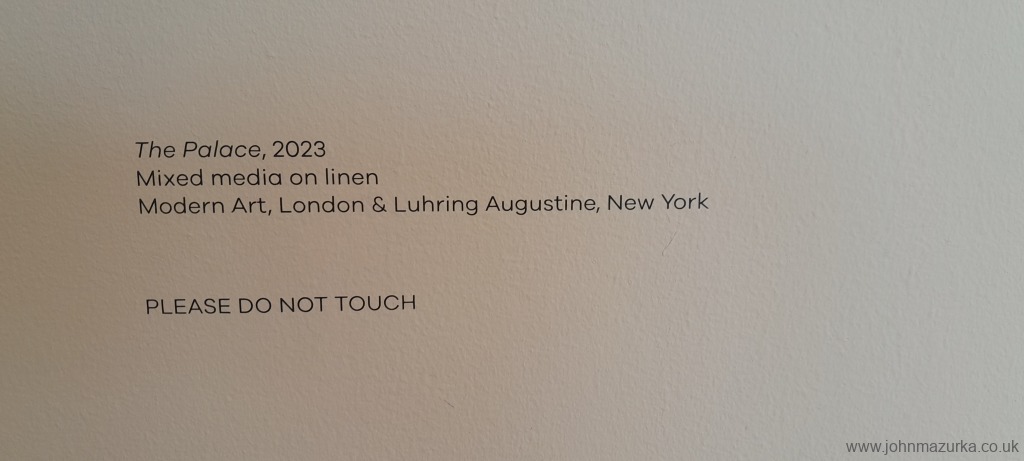 The Palace, 2023
Mixed media on linen
Modern Art, London & Luhring Augustine, New York
PLEASE DO NOT TOUCH
www.johnmazurka.co.uk